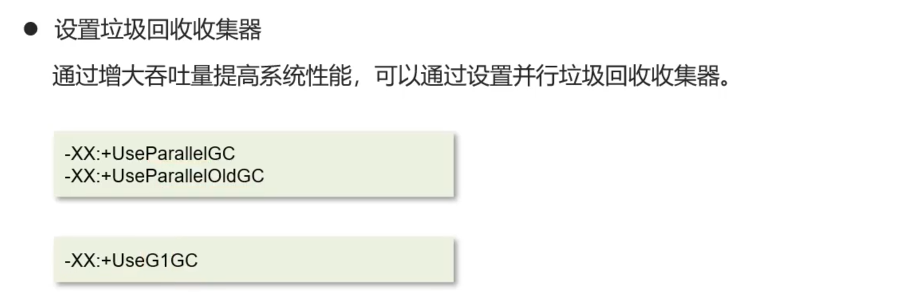 ● 设置垃圾回收收集器
通过增大吞吐量提高系统性能，可以通过设置并行垃圾回收收集器。
-XX:+UseParallelGC
-XX:+UseParallelOldGC
-XX:+UseG1GC